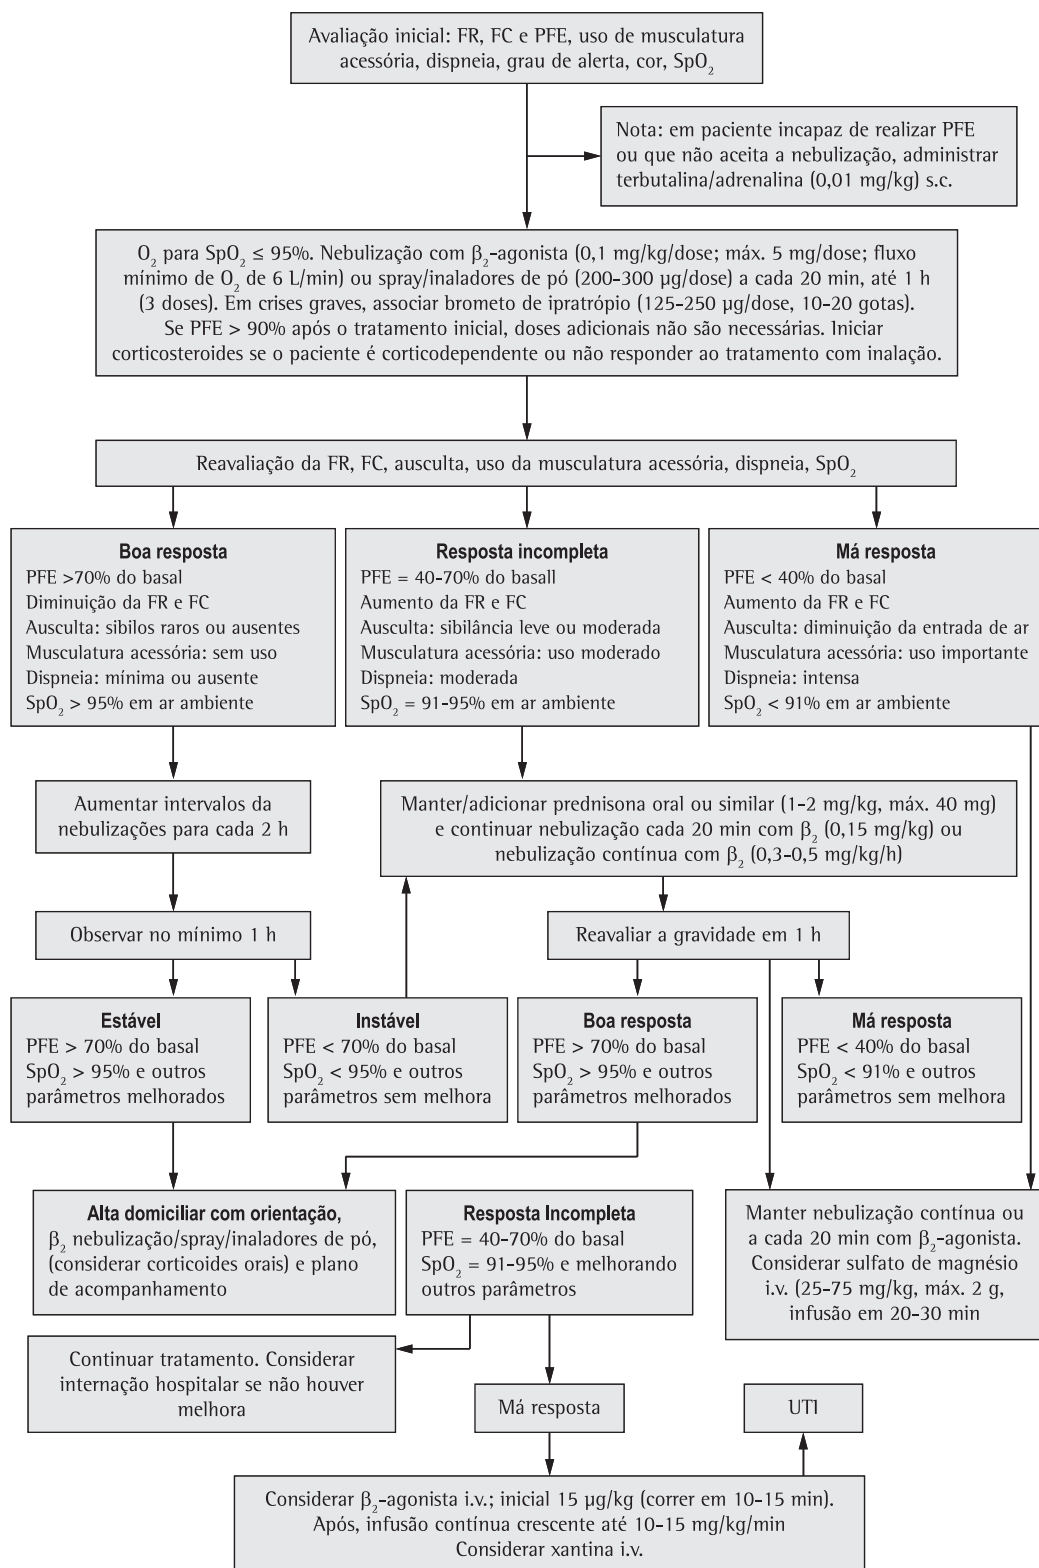 Avaliação inicial: FR, FC e PFE, uso de musculatura
acessória, dispneia, grau de alerta, cor, SpO₂
Nota: em paciente incapaz de realizar PFE
ou que não aceita a nebulização, administrar
terbutalina/adrenalina (0,01 mg/kg) s.c.
O₂ para SpO₂ ≤ 95%. Nebulização com β₂-agonista (0,1 mg/kg/dose; máx. 5 mg/dose; fluxo
mínimo de O₂ de 6 L/min) ou spray/inaladores de pó (200-300 µg/dose) a cada 20 min, até 1 h
(3 doses). Em crises graves, associar brometo de ipratrópio (125-250 µg/dose, 10-20 gotas).
Se PFE > 90% após o tratamento inicial, doses adicionais não são necessárias. Iniciar
corticosteroides se o paciente é corticodependente ou não responder ao tratamento com inalação.
Reavaliação da FR, FC, ausculta, uso da musculatura acessória, dispneia, SpO₂
Boa resposta
PFE >70% do basal
Diminuição da FR e FC
Ausculta: sibilos raros ou ausentes
Musculatura acessória: sem uso
Dispneia: mínima ou ausente
SpO₂ > 95% em ar ambiente
Resposta incompleta
PFE = 40-70% do basall
Aumento da FR e FC
Ausculta: sibilância leve ou moderada
Musculatura acessória: uso moderado
Dispneia: moderada
SpO₂ = 91-95% em ar ambiente
Má resposta
PFE < 40% do basal
Aumento da FR e FC
Ausculta: diminuição da entrada de ar
Musculatura acessória: uso importante
Dispneia: intensa
SpO₂ < 91% em ar ambiente
Aumentar intervalos da
nebulizações para cada 2 h
Manter/adicionar prednisona oral ou similar (1-2 mg/kg, máx. 40 mg)
e continuar nebulização cada 20 min com β₂ (0,15 mg/kg) ou
nebulização contínua com β₂ (0,3-0,5 mg/kg/h)
Observar no mínimo 1 h
Reavaliar a gravidade em 1 h
Estável
PFE > 70% do basal
SpO₂ > 95% e outros
parâmetros melhorados
Instável
PFE < 70% do basal
SpO₂ < 95% e outros
parâmetros sem melhora
Boa resposta
PFE > 70% do basal
SpO₂ > 95% e outros
parâmetros melhorados
Má resposta
PFE < 40% do basal
SpO₂ < 91% e outros
parâmetros sem melhora
Alta domiciliar com orientação,
β₂ nebulização/spray/inaladores de pó,
(considerar corticoides orais) e plano
de acompanhamento
Resposta Incompleta
PFE = 40-70% do basal
SpO₂ = 91-95% e melhorando
outros parâmetros
Manter nebulização contínua ou
a cada 20 min com β₂-agonista.
Considerar sulfato de magnésio
i.v. (25-75 mg/kg, máx. 2 g,
infusão em 20-30 min
Continuar tratamento. Considerar
internação hospitalar se não houver
melhora
Má resposta
UTI
Considerar β₂-agonista i.v.; inicial 15 µg/kg (correr em 10-15 min).
Após, infusão contínua crescente até 10-15 mg/kg/min
Considerar xantina i.v.